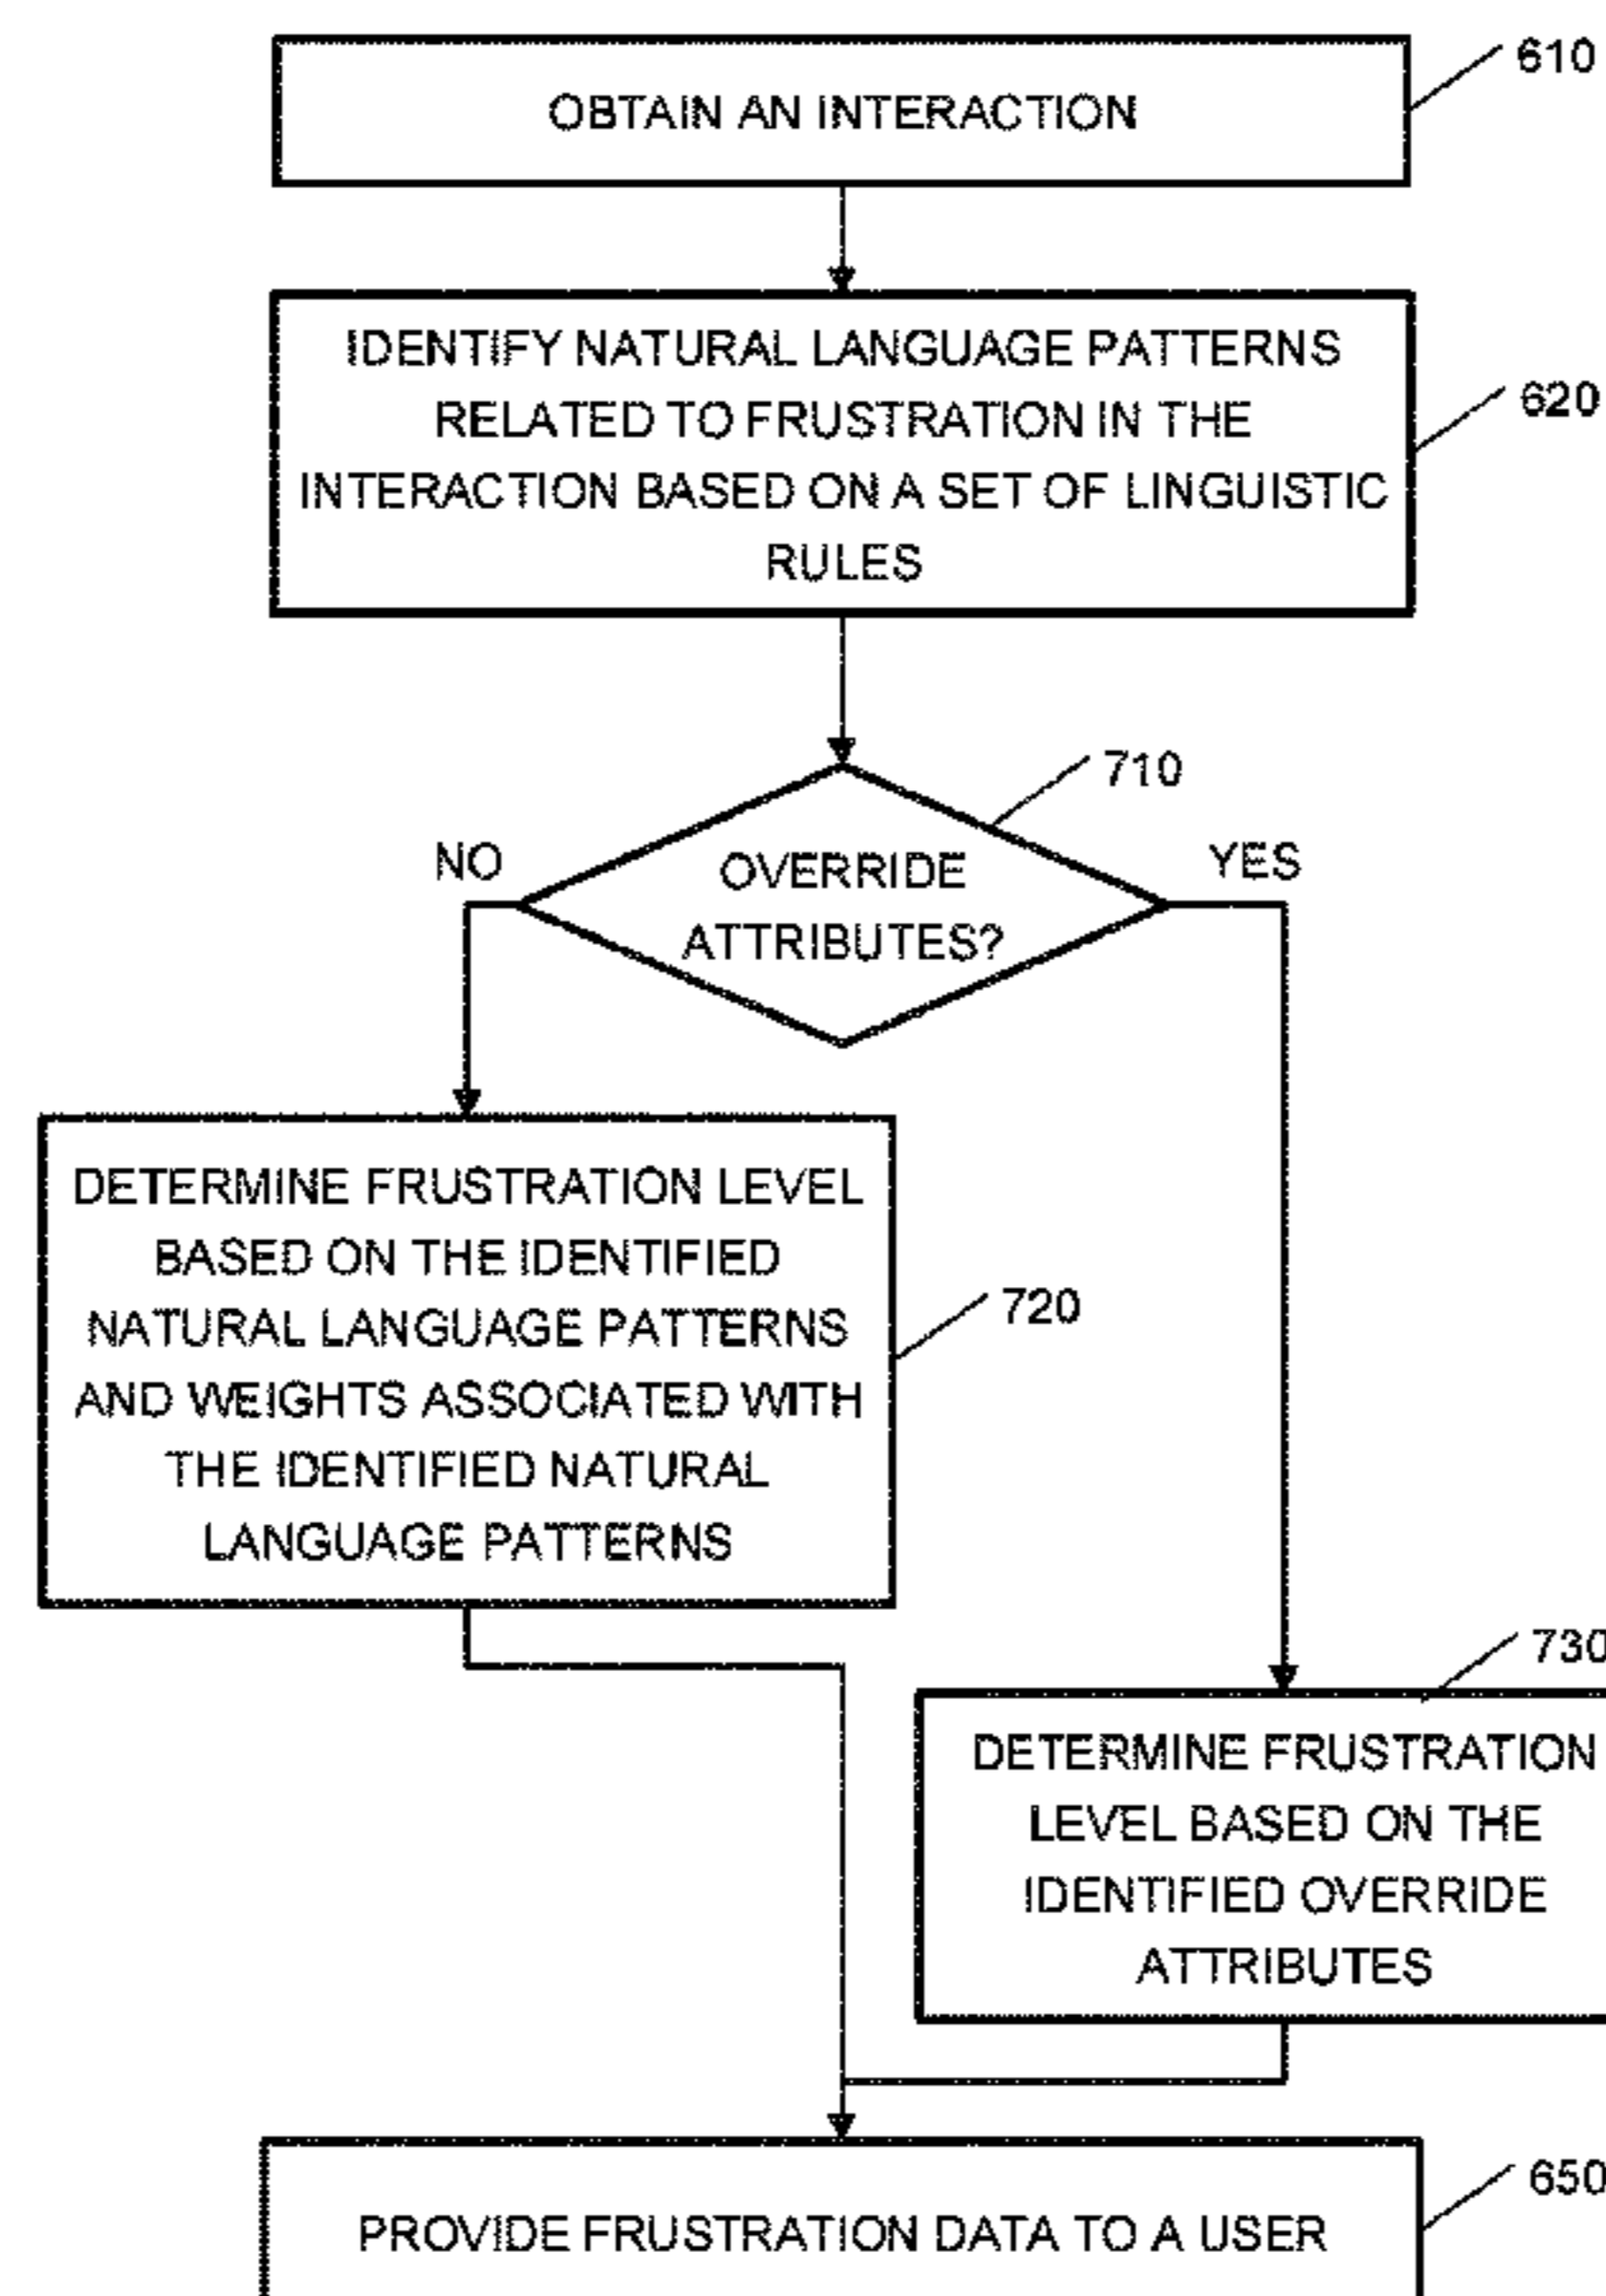 610
OBTAIN AN INTERACTION
IDENTIFY NATURAL LANGUAGE PATTERNS
RELATED TO FRUSTRATION IN THE
INTERACTION BASED ON A SET OF LINGUISTIC
RULES
620
710
NO
YES
OVERRIDE
ATTRIBUTES?
DETERMINE FRUSTRATION LEVEL
BASED ON THE IDENTIFIED
NATURAL LANGUAGE PATTERNS
AND WEIGHTS ASSOCIATED WITH
THE IDENTIFIED NATURAL
LANGUAGE PATTERNS
720
730
DETERMINE FRUSTRATION
LEVEL BASED ON THE
IDENTIFIED OVERRIDE
ATTRIBUTES
650
PROVIDE FRUSTRATION DATA TO A USER